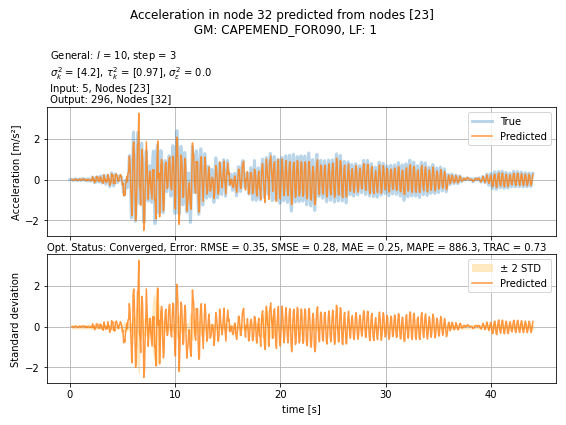 Acceleration in node 32 predicted from nodes [23]
GM: CAPEMEND_FOR090, LF: 1
General: l = 10, step = 3
σ²ₖ = [4.2], τ²ₖ = [0.97], σ²ε = 0.0
Input: 5, Nodes [23]
Output: 296, Nodes [32]
Acceleration [m/s²]
2
0
−2
True
Predicted
Opt. Status: Converged, Error: RMSE = 0.35, SMSE = 0.28, MAE = 0.25, MAPE = 886.3, TRAC = 0.73
Standard deviation
2
0
−2
± 2 STD
Predicted
0 10 20 30 40
time [s]